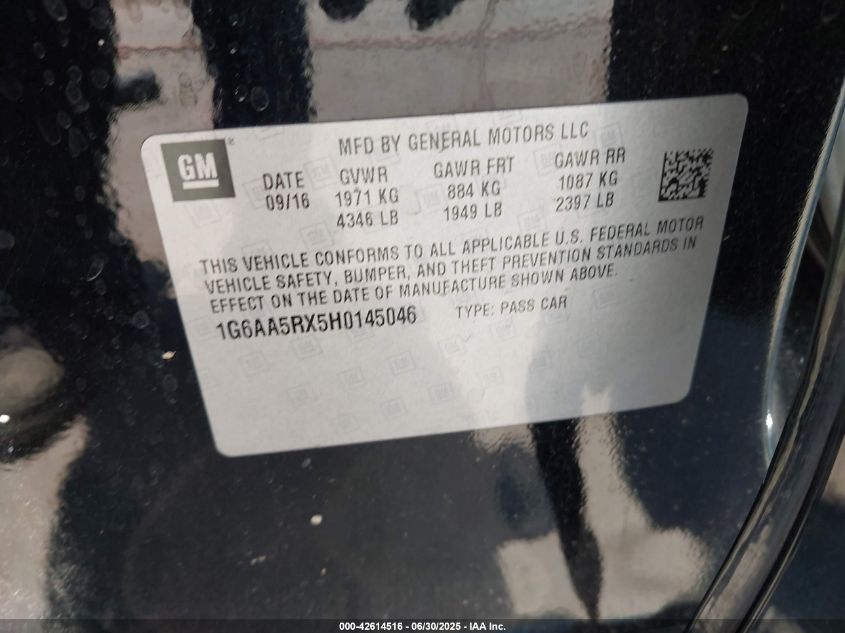 MFD BY GENERAL MOTORS LLC
GM
DATE GVWR GAWR FRT GAWR RR
09/16 1971 KG 884 KG 1087 KG
4346 LB 1949 LB 2397 LB
THIS VEHICLE CONFORMS TO ALL APPLICABLE U.S. FEDERAL MOTOR
VEHICLE SAFETY, BUMPER, AND THEFT PREVENTION STANDARDS IN
EFFECT ON THE DATE OF MANUFACTURE SHOWN ABOVE.
1G6AA5RX5H0145046 TYPE: PASS CAR
000-42614516 - 06/30/2025 - IAA Inc.